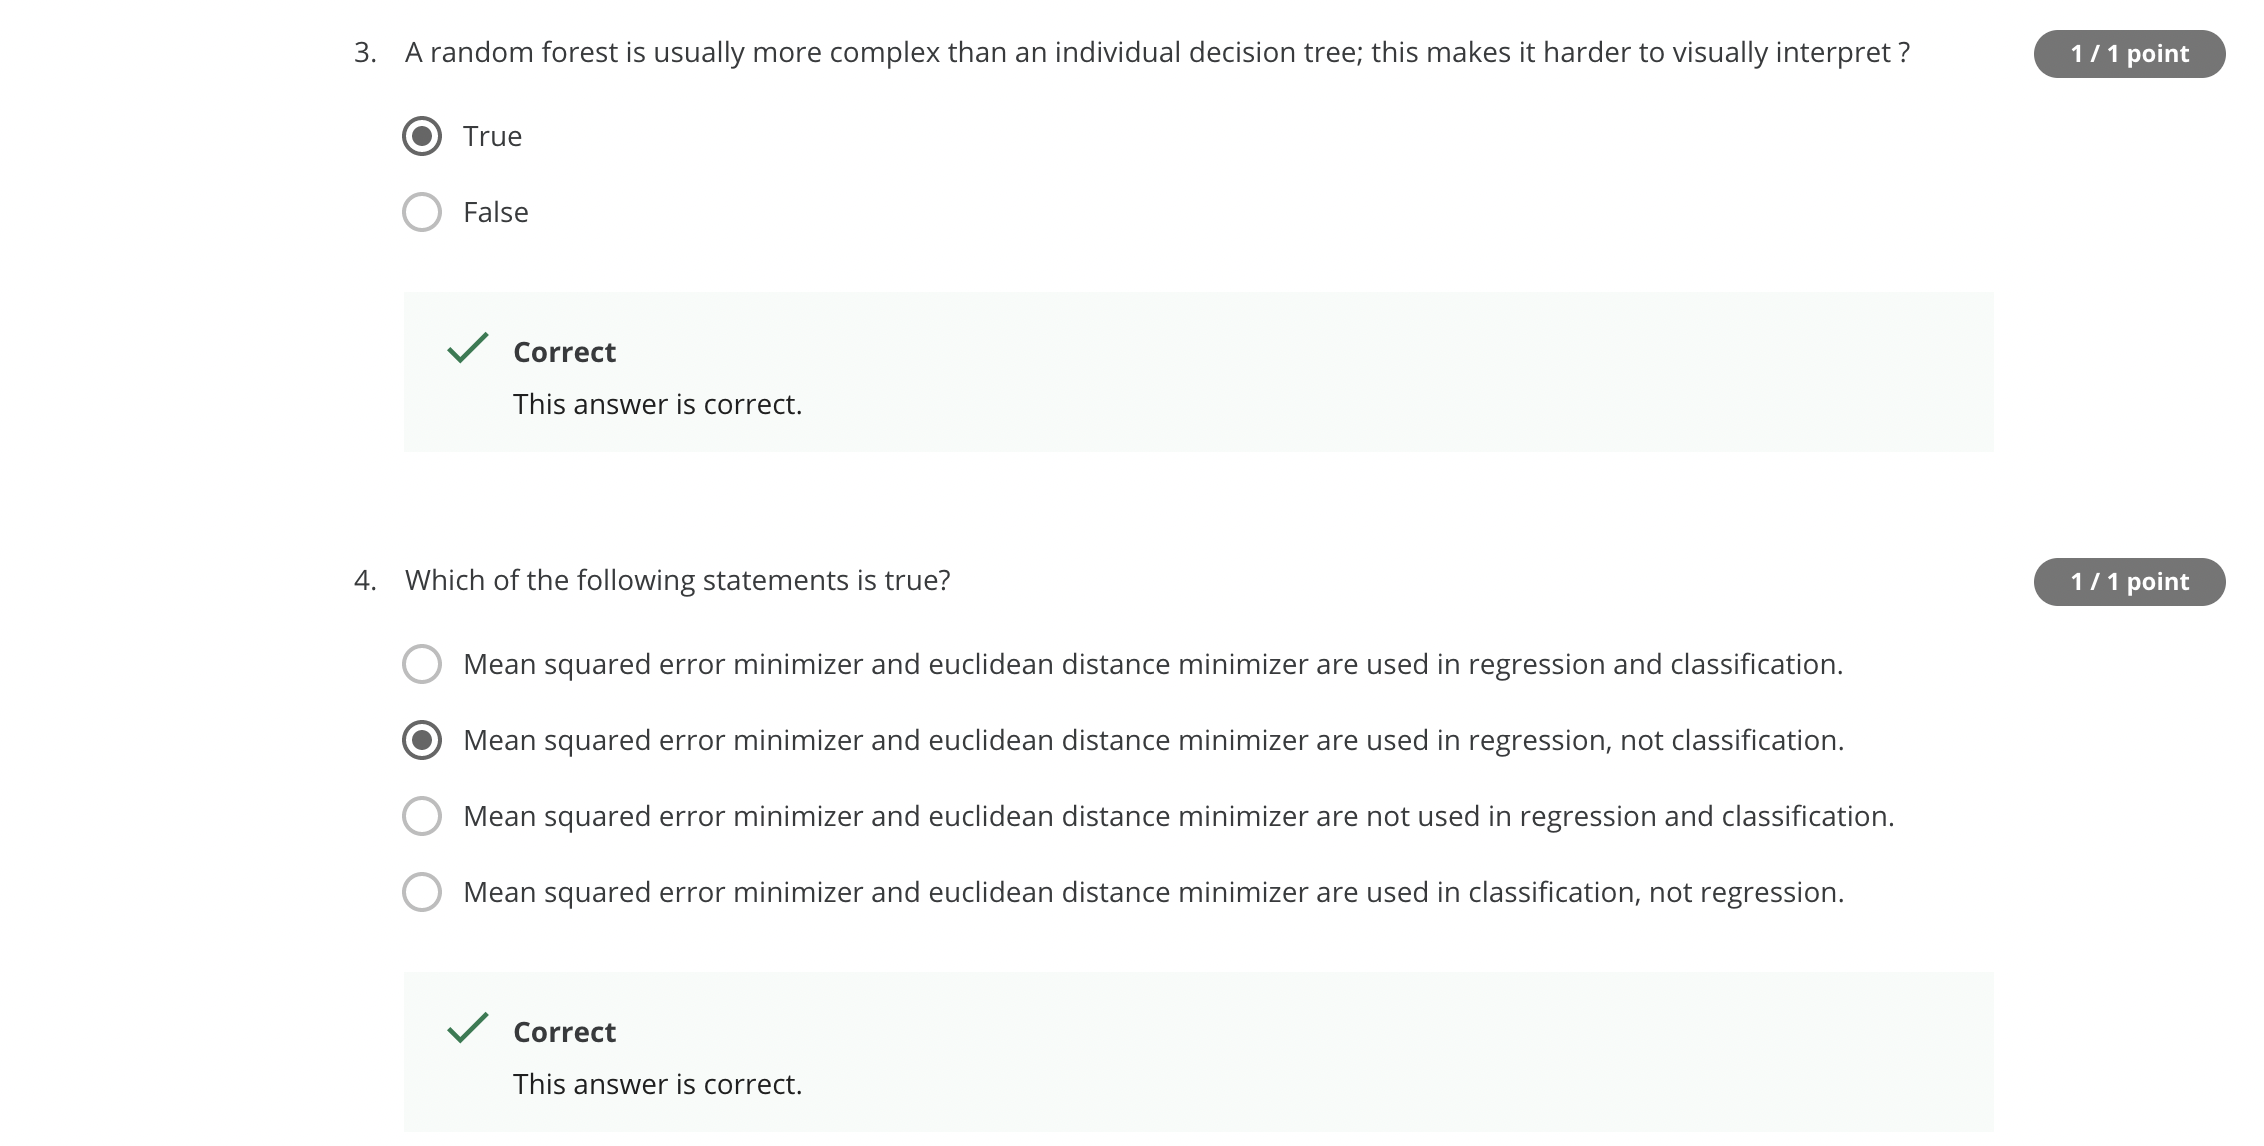 3. A random forest is usually more complex than an individual decision tree; this makes it harder to visually interpret ?
1 / 1 point
True
False
Correct
This answer is correct.
4. Which of the following statements is true?
1 / 1 point
Mean squared error minimizer and euclidean distance minimizer are used in regression and classification.
Mean squared error minimizer and euclidean distance minimizer are used in regression, not classification.
Mean squared error minimizer and euclidean distance minimizer are not used in regression and classification.
Mean squared error minimizer and euclidean distance minimizer are used in classification, not regression.
Correct
This answer is correct.